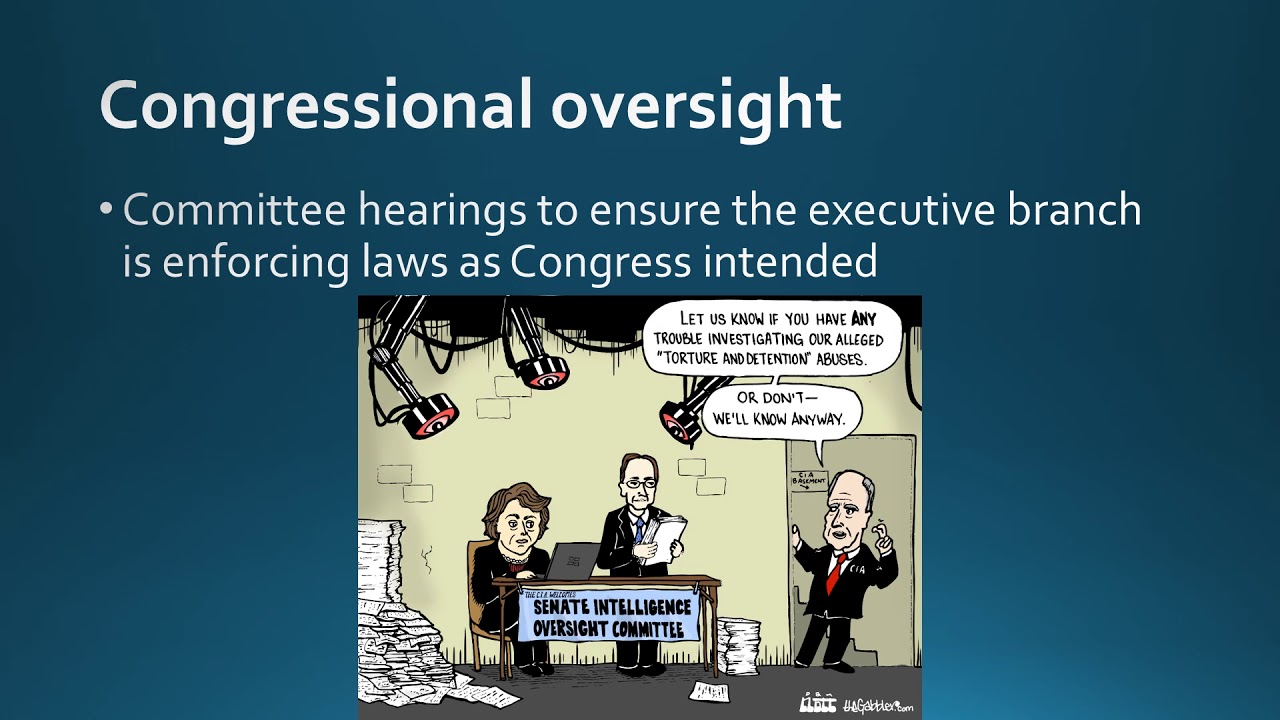 Congressional oversight
• Committee hearings to ensure the executive branch
is enforcing laws as Congress intended
LET US KNOW IF YOU HAVE ANY
TROUBLE INVESTIGATING OUR ALLEGED
"TORTURE AND DETENTION" ABUSES.
OR DON'T—
WE'LL KNOW ANYWAY.
CIA
BASEMENT
CIA
THE C.I.A. WELCOMES
SENATE INTELLIGENCE
OVERSIGHT COMMITTEE
theGabbler.com